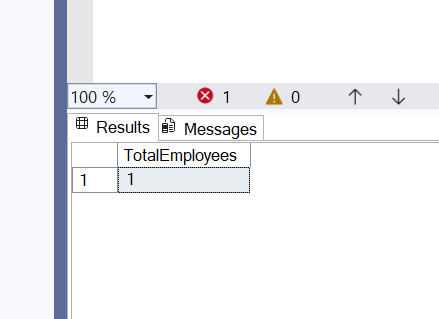 100 % 1 0
Results Messages
TotalEmployees
1 1